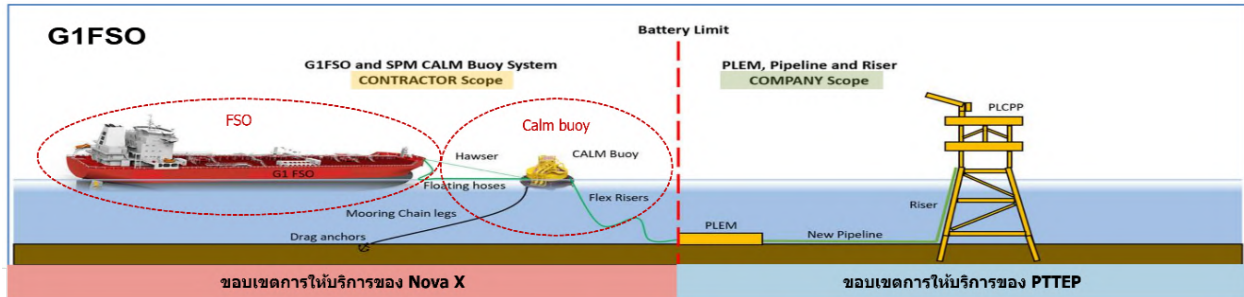 G1FSO
Battery Limit
G1FSO and SPM CALM Buoy System
CONTRACTOR Scope
PLEM, Pipeline and Riser
COMPANY Scope
PLCPP
FSO
Calm buoy
Hawser
CALM Buoy
G1 FSO
Floating hoses
Flex Risers
Mooring Chain legs
Riser
Drag anchors
PLEM
New Pipeline
ขอบเขตการให้บริการของ Nova X
ขอบเขตการให้บริการของ PTTEP